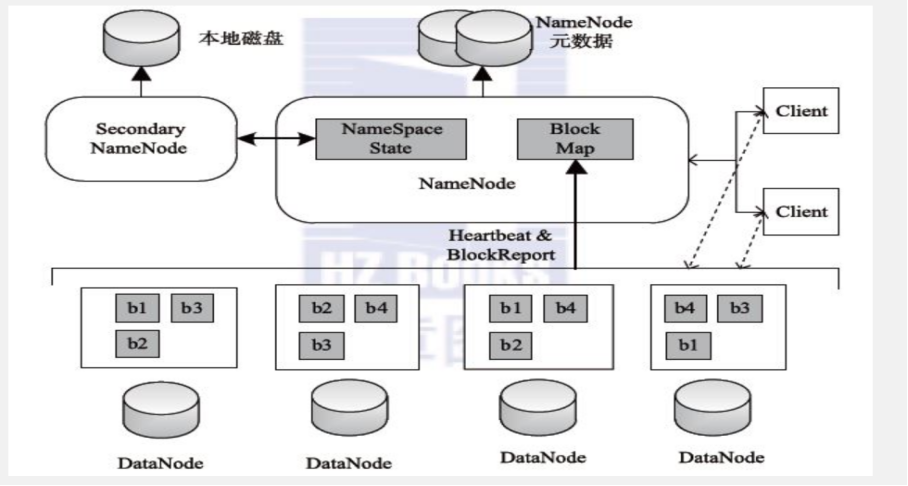 本地磁盘
NameNode
元数据
Secondary
NameNode
NameSpace
State
Block
Map
NameNode
Client
Client
Heartbeat &
BlockReport
HZ BOOKS
b1 b3
b2
b2 b4
b3
b1 b4
b2
b4 b3
b1
DataNode
DataNode
DataNode
DataNode